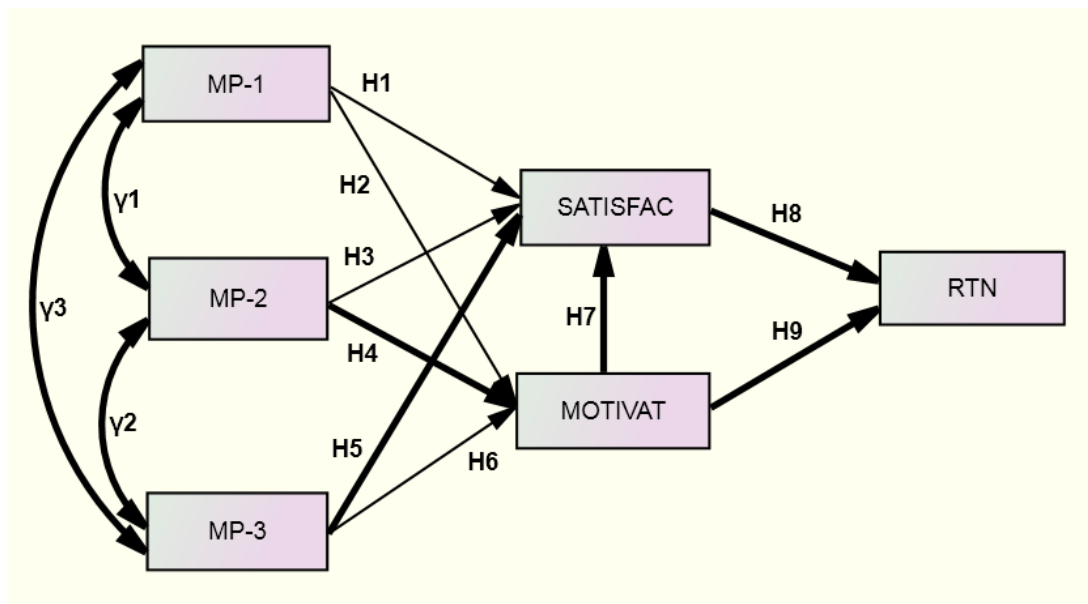 MP-1
H1
H2
γ1
SATISFAC
H8
H3
MP-2
γ3
H7
RTN
H4
H9
MOTIVAT
γ2
H5
H6
MP-3